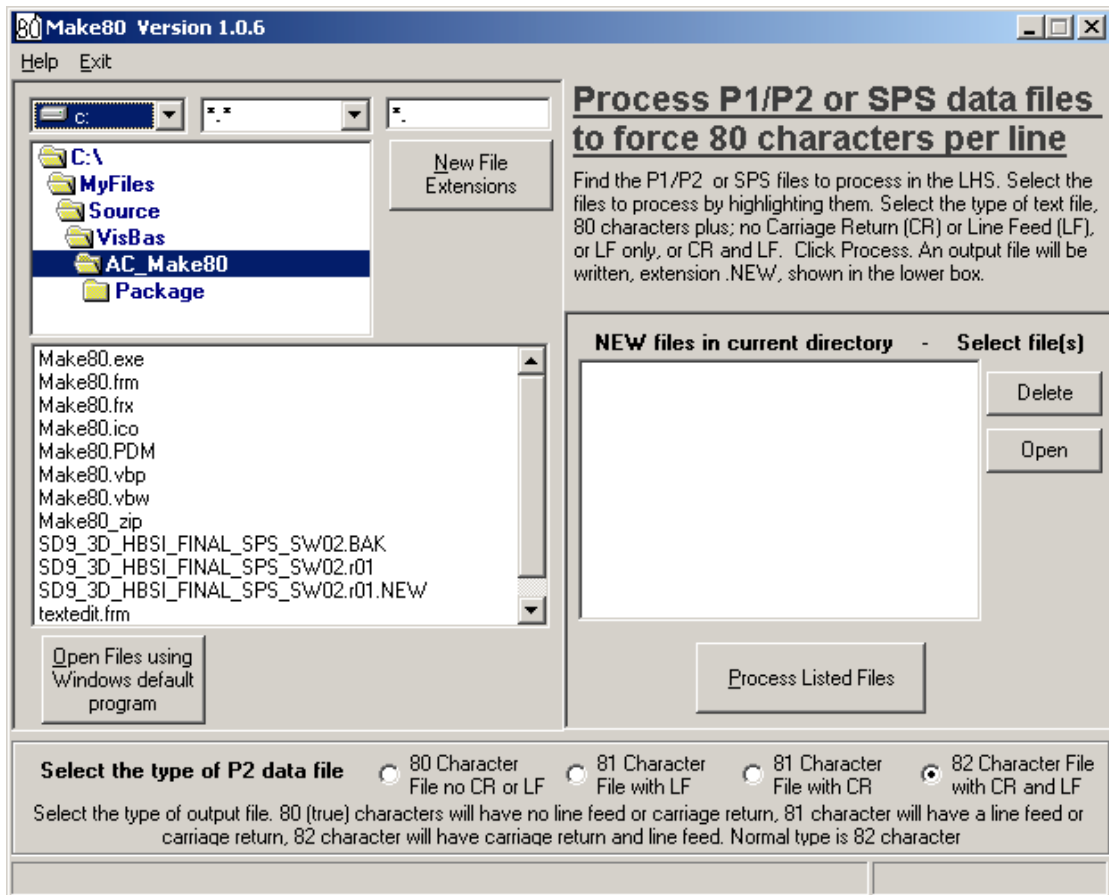 80 Make80 Version 1.0.6
Help Exit
c:
*.*
*.
New File
Extensions
C:\
MyFiles
Source
VisBas
AC_Make80
Package
Make80.exe
Make80.frm
Make80.frx
Make80.ico
Make80.PDM
Make80.vbp
Make80.vbw
Make80_zip
SD9_3D_HBSI_FINAL_SPS_SW02.BAK
SD9_3D_HBSI_FINAL_SPS_SW02.r01
SD9_3D_HBSI_FINAL_SPS_SW02.r01.NEW
textedit.frm
Open Files using
Windows default
program
Process P1/P2 or SPS data files
to force 80 characters per line
Find the P1/P2 or SPS files to process in the LHS. Select the
files to process by highlighting them. Select the type of text file,
80 characters plus; no Carriage Return (CR) or Line Feed (LF),
or LF only, or CR and LF. Click Process. An output file will be
written, extension .NEW, shown in the lower box.
NEW files in current directory - Select file(s)
Delete
Open
Process Listed Files
Select the type of P2 data file
80 Character
File no CR or LF
81 Character
File with LF
81 Character
File with CR
82 Character File
with CR and LF
Select the type of output file. 80 (true) characters will have no line feed or carriage return, 81 character will have a line feed or
carriage return, 82 character will have carriage return and line feed. Normal type is 82 character